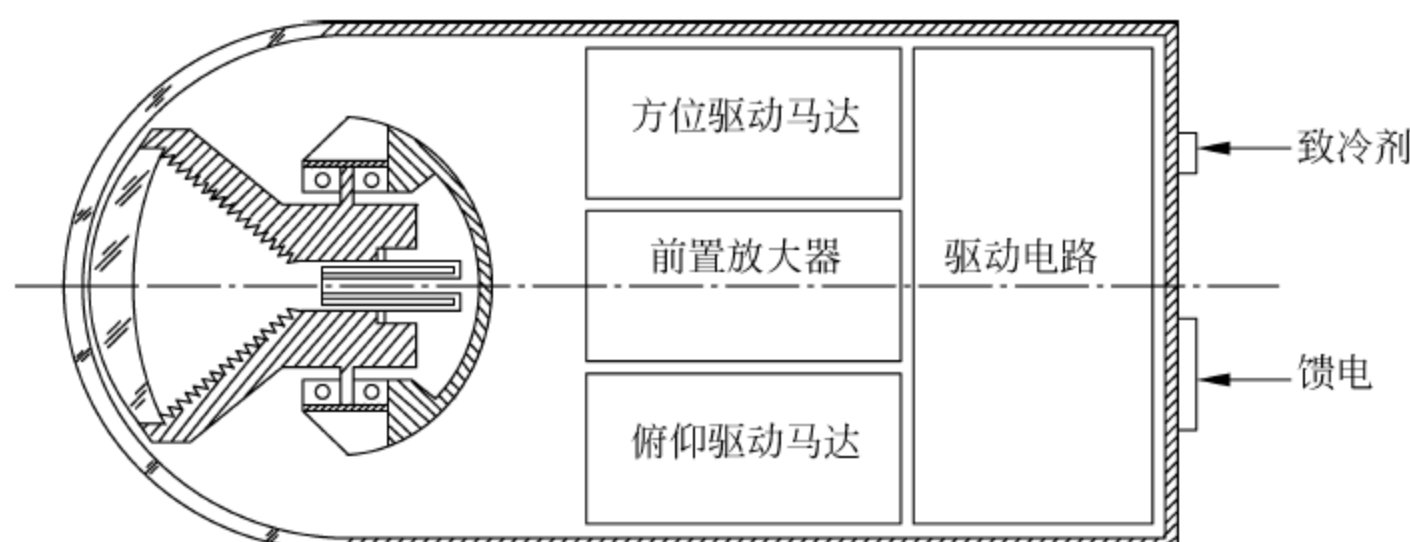 方位驱动马达
前置放大器
俯仰驱动马达
驱动电路
致冷剂
馈电